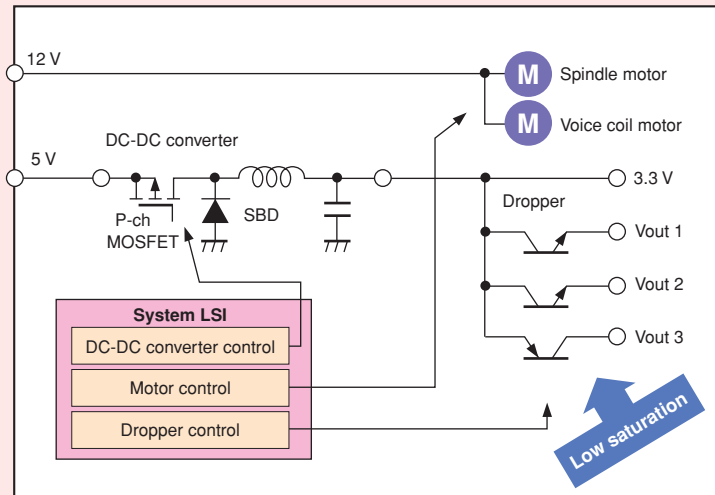 12 V
M
Spindle motor
M
Voice coil motor
DC-DC converter
5 V
3.3 V
P-ch
MOSFET
SBD
Dropper
Vout 1
Vout 2
Vout 3
System LSI
DC-DC converter control
Motor control
Dropper control
Low saturation